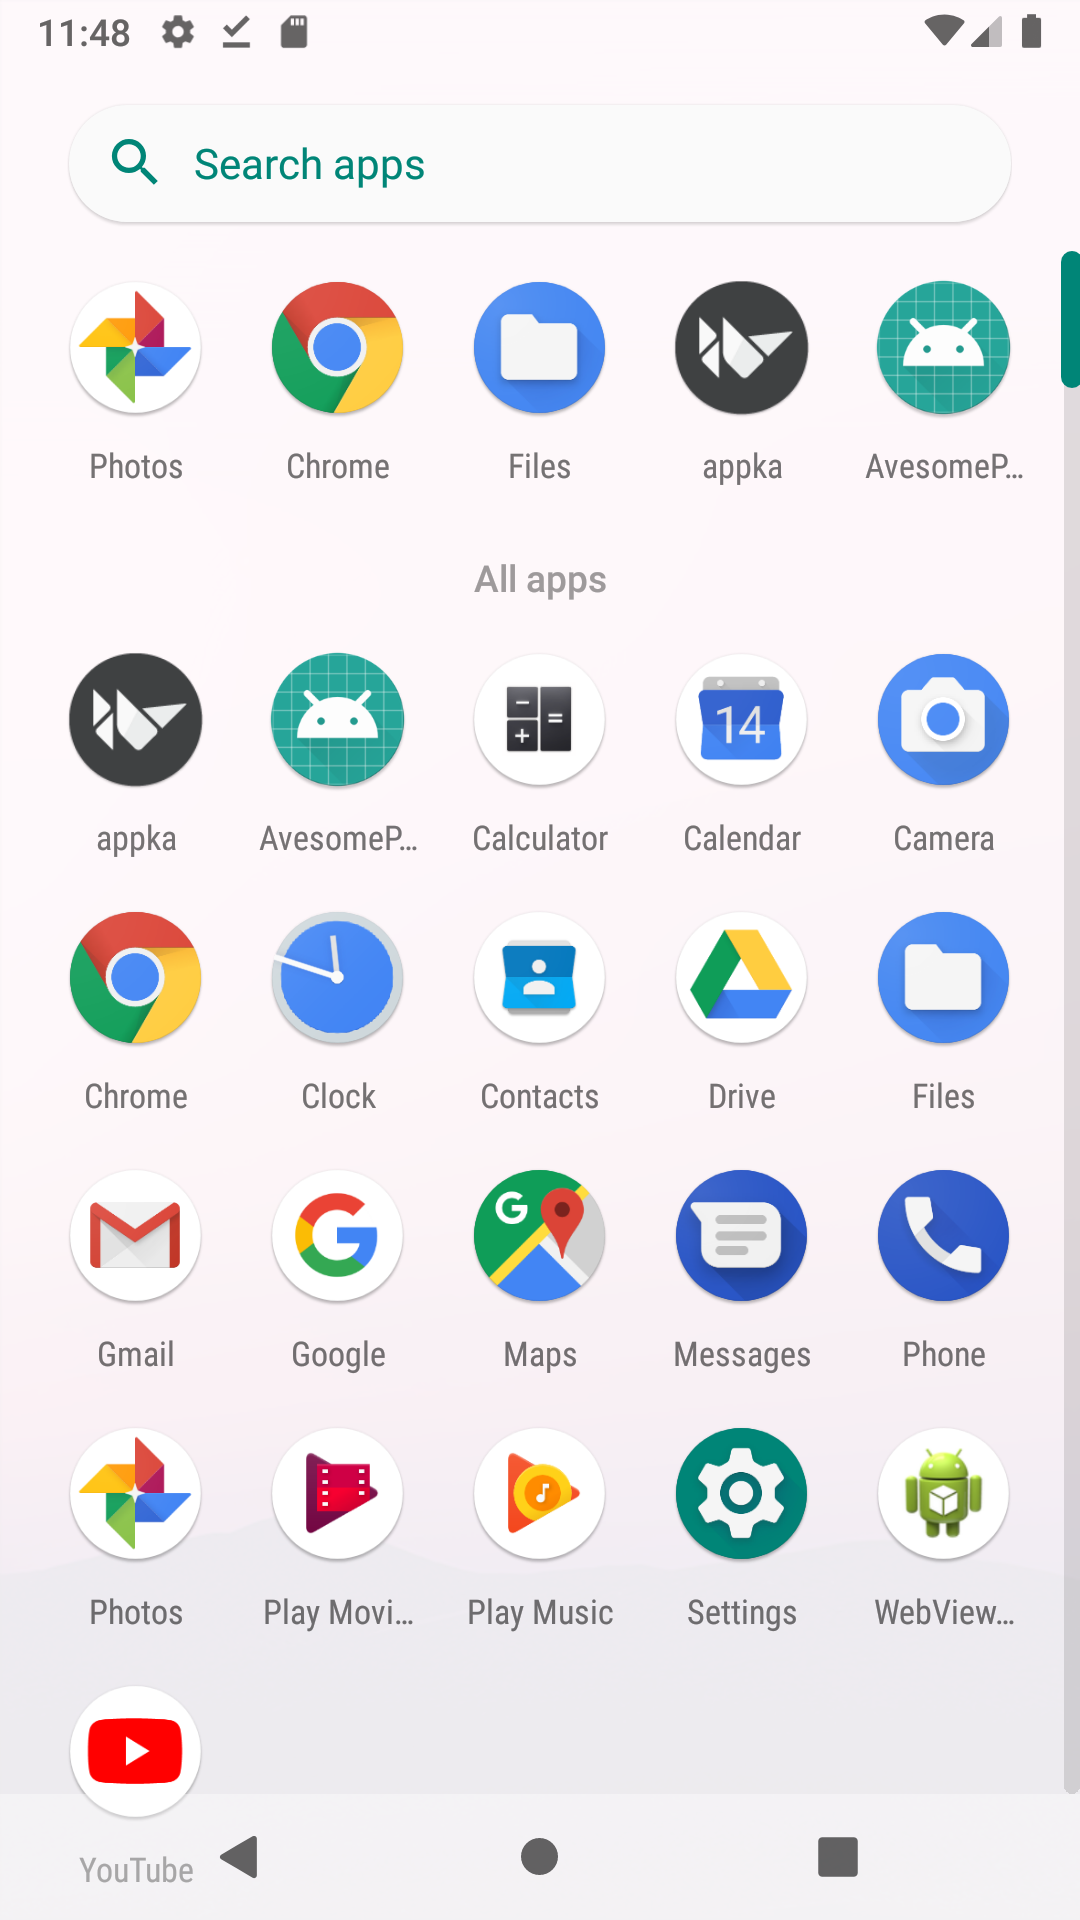 11:48
Search apps
Photos Chrome Files appka AvesomeP...
All apps
appka AvesomeP... Calculator Calendar Camera
14
Chrome Clock Contacts Drive Files
Gmail Google Maps Messages Phone
Photos Play Movi... Play Music Settings WebView...
YouTube